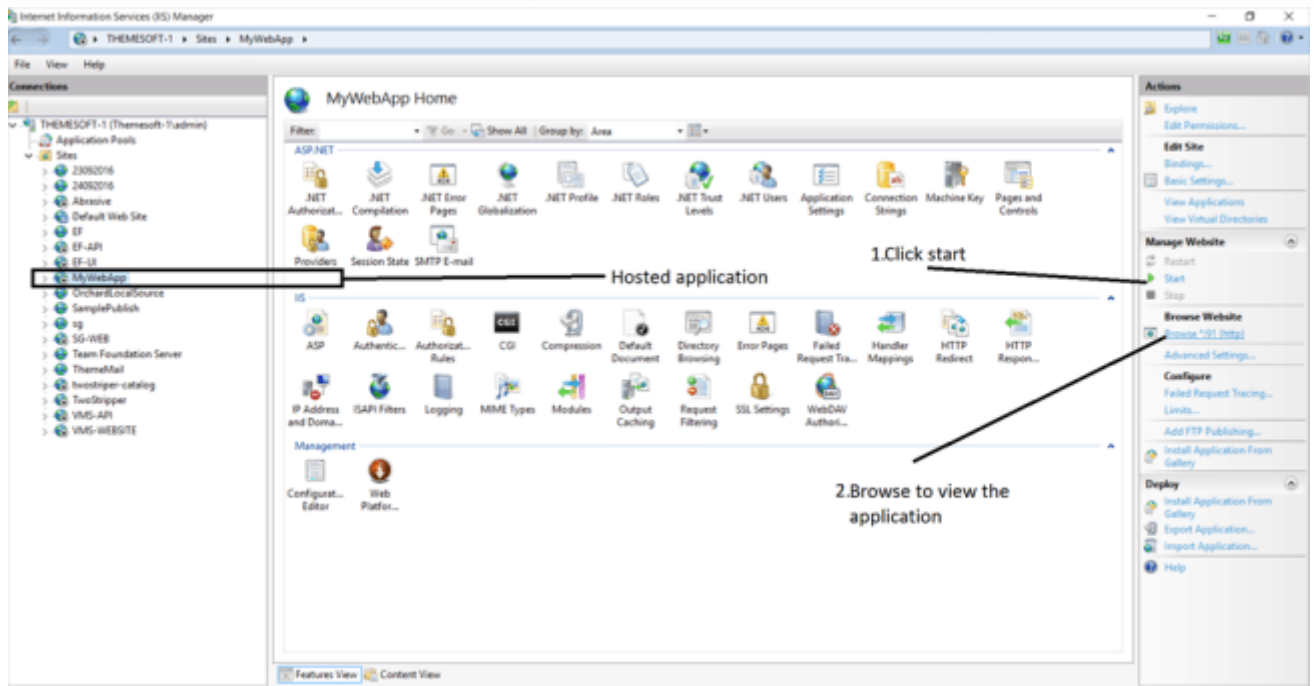 Internet Information Services (IIS) Manager
THEMESOFT-1 Sites MyWebApp
File View Help
Connections
THEMESOFT-1 (Themesoft-1\admin)
Application Pools
Sites
23092016
24092016
Abrasive
Default Web Site
EF
EF-API
EF-UI
MyWebApp
OrchardLocalSource
SamplePublish
sg
SG-WEB
Team Foundation Server
ThemeMail
twostriper-catalog
TwoStripper
VMS-API
VMS-WEBSITE
MyWebApp Home
Filter: Go Show All Group by: Area
ASP.NET
.NET Authorizat...
.NET Compilation
.NET Error Pages
.NET Globalization
.NET Profile
.NET Roles
.NET Trust Levels
.NET Users
Application Settings
Connection Strings
Machine Key
Pages and Controls
Providers
Session State
SMTP E-mail
Hosted application
1.Click start
IIS
ASP
Authentic...
Authorizat... Rules
CGI
Compression
Default Document
Directory Browsing
Error Pages
Failed Request Tra...
Handler Mappings
HTTP Redirect
HTTP Respon...
IP Address and Doma...
ISAPI Filters
Logging
MIME Types
Modules
Output Caching
Request Filtering
SSL Settings
WebDAV Authori...
Management
Configurat... Editor
Web Platfor...
2.Browse to view the
application
Features View Content View
Actions
Explore
Edit Permissions...
Edit Site
Bindings...
Basic Settings...
View Applications
View Virtual Directories
Manage Website
Restart
Start
Stop
Browse Website
Browse *:91 (http)
Advanced Settings...
Configure
Failed Request Tracing...
Limits...
Add FTP Publishing...
Install Application From
Gallery
Deploy
Install Application From
Gallery
Export Application...
Import Application...
Help